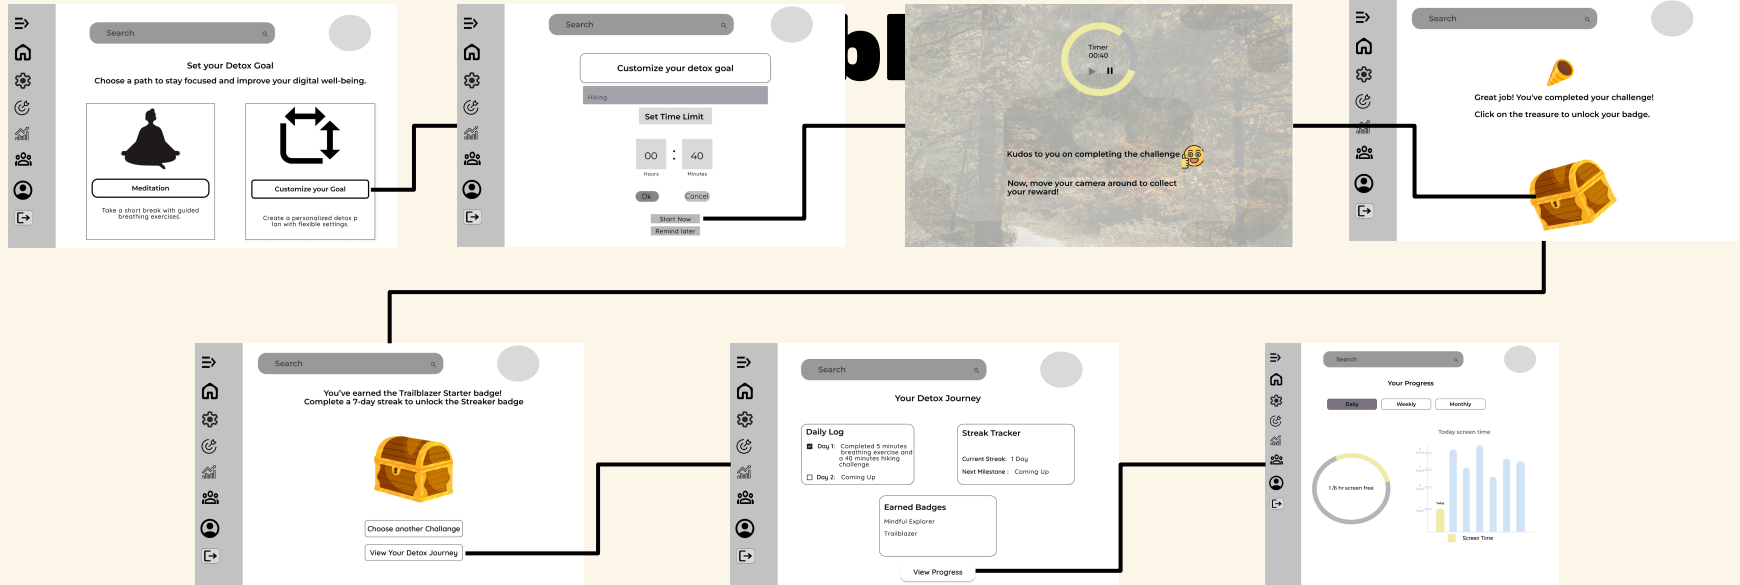 Search
Set your Detox Goal
Choose a path to stay focused and improve your digital well-being.
Meditation
Take a short break with guided
breathing exercises.
Customize your Goal
Create a personalized detox p
lan with flexible settings.
Search
Customize your detox goal
Hiking
Set Time Limit
00 : 40
Hours Minutes
Ok Cancel
Start Now
Remind later
bl
Timer
00:40
Kudos to you on completing the challenge
Now, move your camera around to collect
your reward!
Search
Great job! You've completed your challenge!
Click on the treasure to unlock your badge.
Search
You've earned the Trailblazer Starter badge!
Complete a 7-day streak to unlock the Streaker badge
Choose another Challange
View Your Detox Journey
Search
Your Detox Journey
Daily Log
Day 1: Completed 5 minutes
breathing exercise and
a 40 minutes hiking
challenge
Day 2: Coming Up
Streak Tracker
Current Streak: 1 Day
Next Milestone : Coming Up
Earned Badges
Mindful Explorer
Trailblazer
View Progress
Search
Your Progress
Daily Weekly Monthly
Today screen time
1 /6 hr screen free
Today
Screen Time